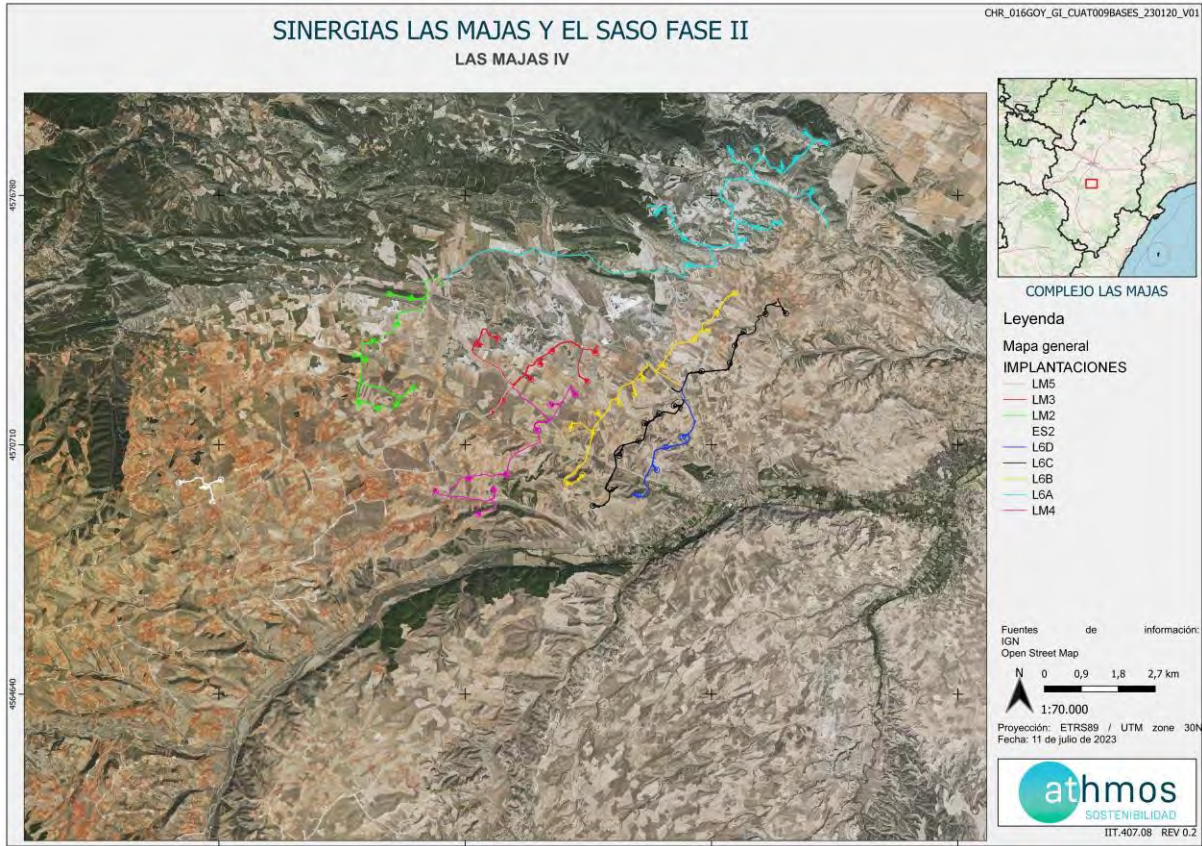 CHR_016GOY_GI_CUAT009BASES_230120_V01
SINERGIAS LAS MAJAS Y EL SASO FASE II
LAS MAJAS IV
4576780
4570710
4564640
COMPLEJO LAS MAJAS
Leyenda
Mapa general
IMPLANTACIONES
LM5
LM3
LM2
ES2
L6D
L6C
L6B
L6A
LM4
Fuentes de información:
IGN
Open Street Map
N 0 0,9 1,8 2,7 km
1:70.000
Proyección: ETRS89 / UTM zone 30N
Fecha: 11 de julio de 2023
athmos
SOSTENIBILIDAD
IIT.407.08 REV 0.2